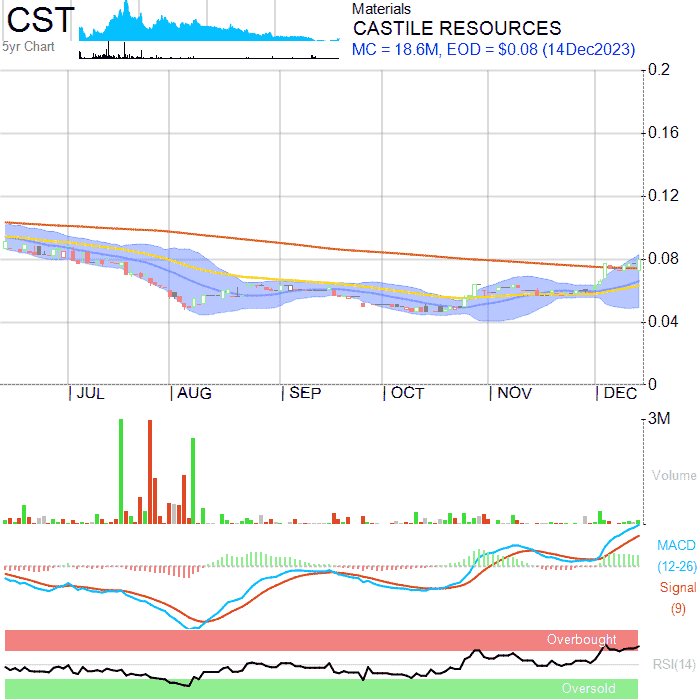 CST
5yr Chart
Materials
CASTILE RESOURCES
MC = 18.6M, EOD = $0.08 (14Dec2023)
0.2
0.16
0.12
0.08
0.04
0
| JUL | AUG | SEP | OCT | NOV | DEC
3M
Volume
MACD
(12-26)
Signal
(9)
Overbought
RSI(14)
Oversold